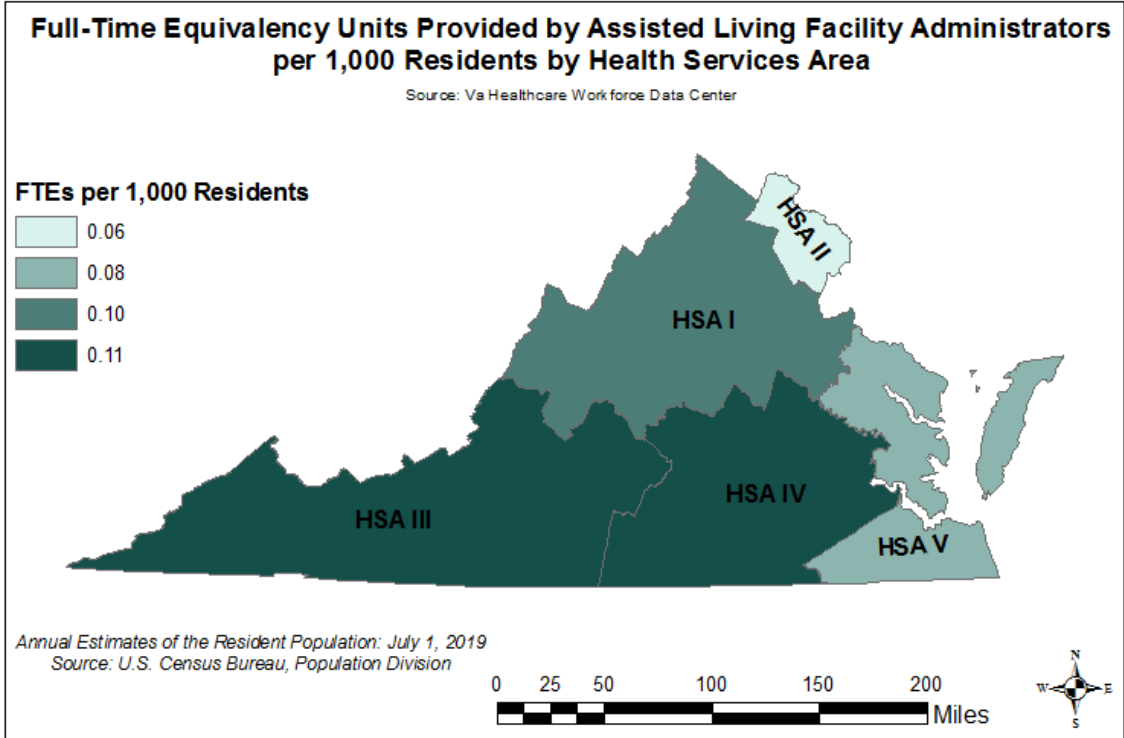 Full-Time Equivalency Units Provided by Assisted Living Facility Administrators
per 1,000 Residents by Health Services Area
Source: Va Healthcare Workforce Data Center
FTEs per 1,000 Residents
0.06
0.08
0.10
0.11
HSA II
HSA I
HSA IV
HSA III
HSA V
Annual Estimates of the Resident Population: July 1, 2019
Source: U.S. Census Bureau, Population Division
0 25 50 100 150 200
Miles
N
W E
S